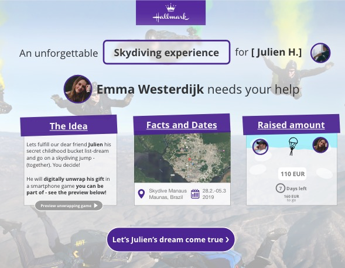 Hallmark
An unforgettable Skydiving experience for [ Julien H.]
Emma Westerdijk needs your help
The Idea
Lets fulfill our dear friend Julien his
secret childhood bucket list-dream
and go on a skydiving jump -
(together). You decide!
He will digitally unwrap his gift in
a smartphone game you can be
part of - see the preview below!
Preview unwrapping game
Facts and Dates
Skydive Manaus
Maunes, Brazil
28.2.-05.3
2019
Raised amount
110 EUR
Days left
to go
Let's Julien's dream come true